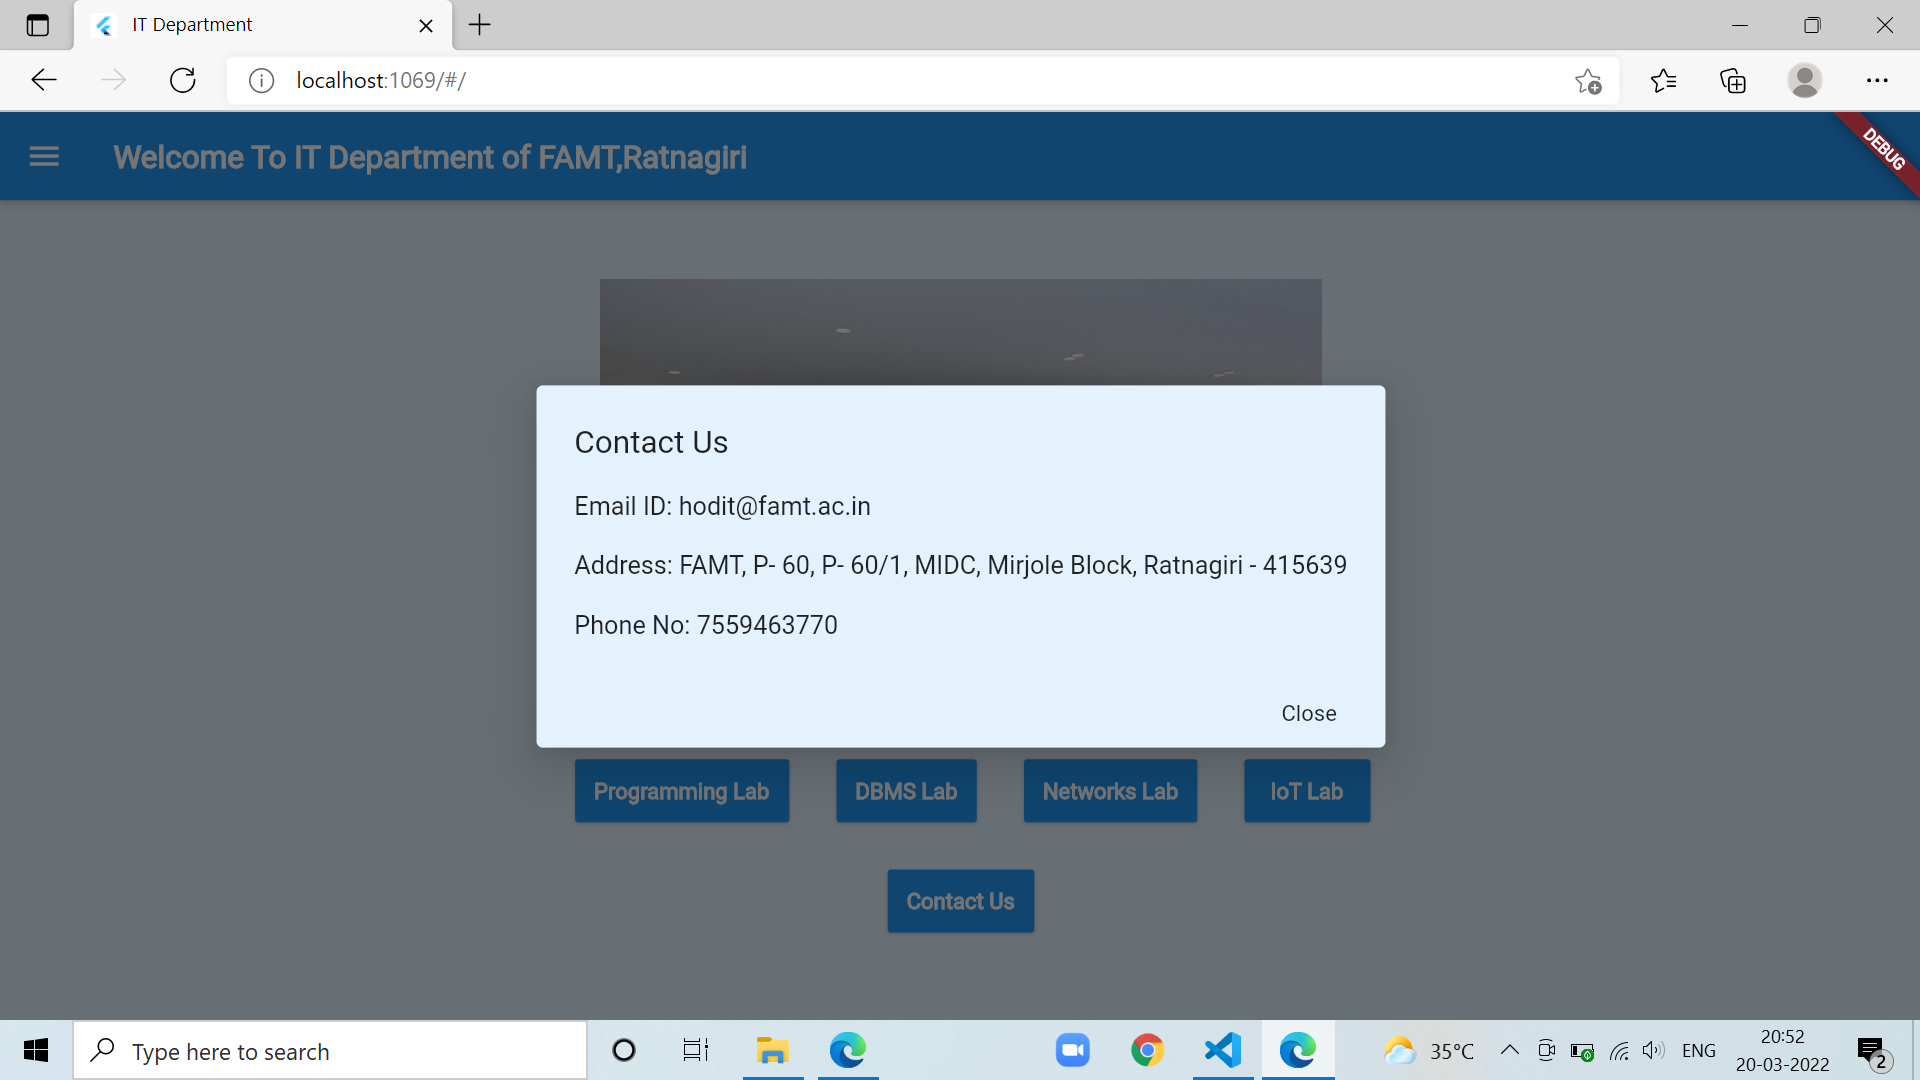 IT Department
localhost:1069/#/
Welcome To IT Department of FAMT,Ratnagiri
DEBUG
Contact Us
Email ID: hodit@famt.ac.in
Address: FAMT, P- 60, P- 60/1, MIDC, Mirjole Block, Ratnagiri - 415639
Phone No: 7559463770
Close
Programming Lab DBMS Lab Networks Lab IoT Lab
Contact Us
Type here to search
35°C
ENG
20:52
20-03-2022
2